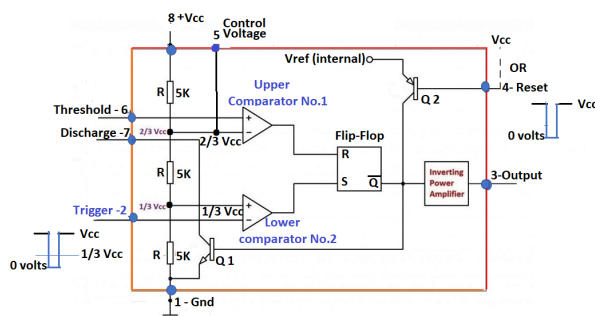 8 +Vcc
5 Control Voltage
Vcc
Vref (internal)
OR
4- Reset
Q 2
Vcc
0 volts
R 5K
Upper
Comparator No.1
Threshold - 6
Discharge -7
+
-
2/3 Vcc
2/3 Vcc
Flip-Flop
R
S
Q
Inverting
Power
Amplifier
3-Output
R 5K
Trigger -2
1/3 Vcc
1/3 Vcc
+
-
Lower
comparator No.2
Vcc
1/3 Vcc
0 volts
R 5K
Q 1
1 - Gnd